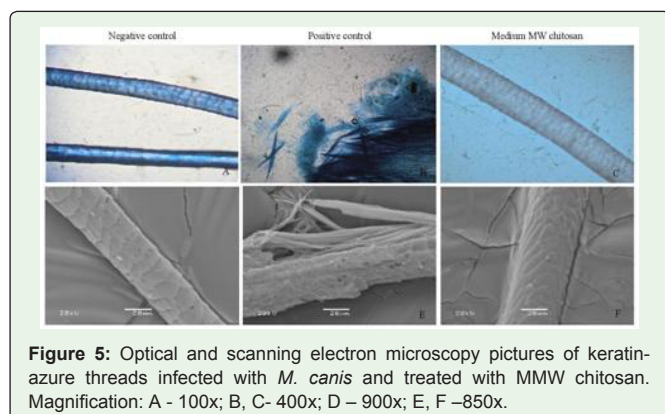 Negative control Positive control Medium MW chitosan
A B C
E F
Figure 5: Optical and scanning electron microscopy pictures of keratin-
azure threads infected with M. canis and treated with MMW chitosan.
Magnification: A - 100x; B, C- 400x; D – 900x; E, F –850x.